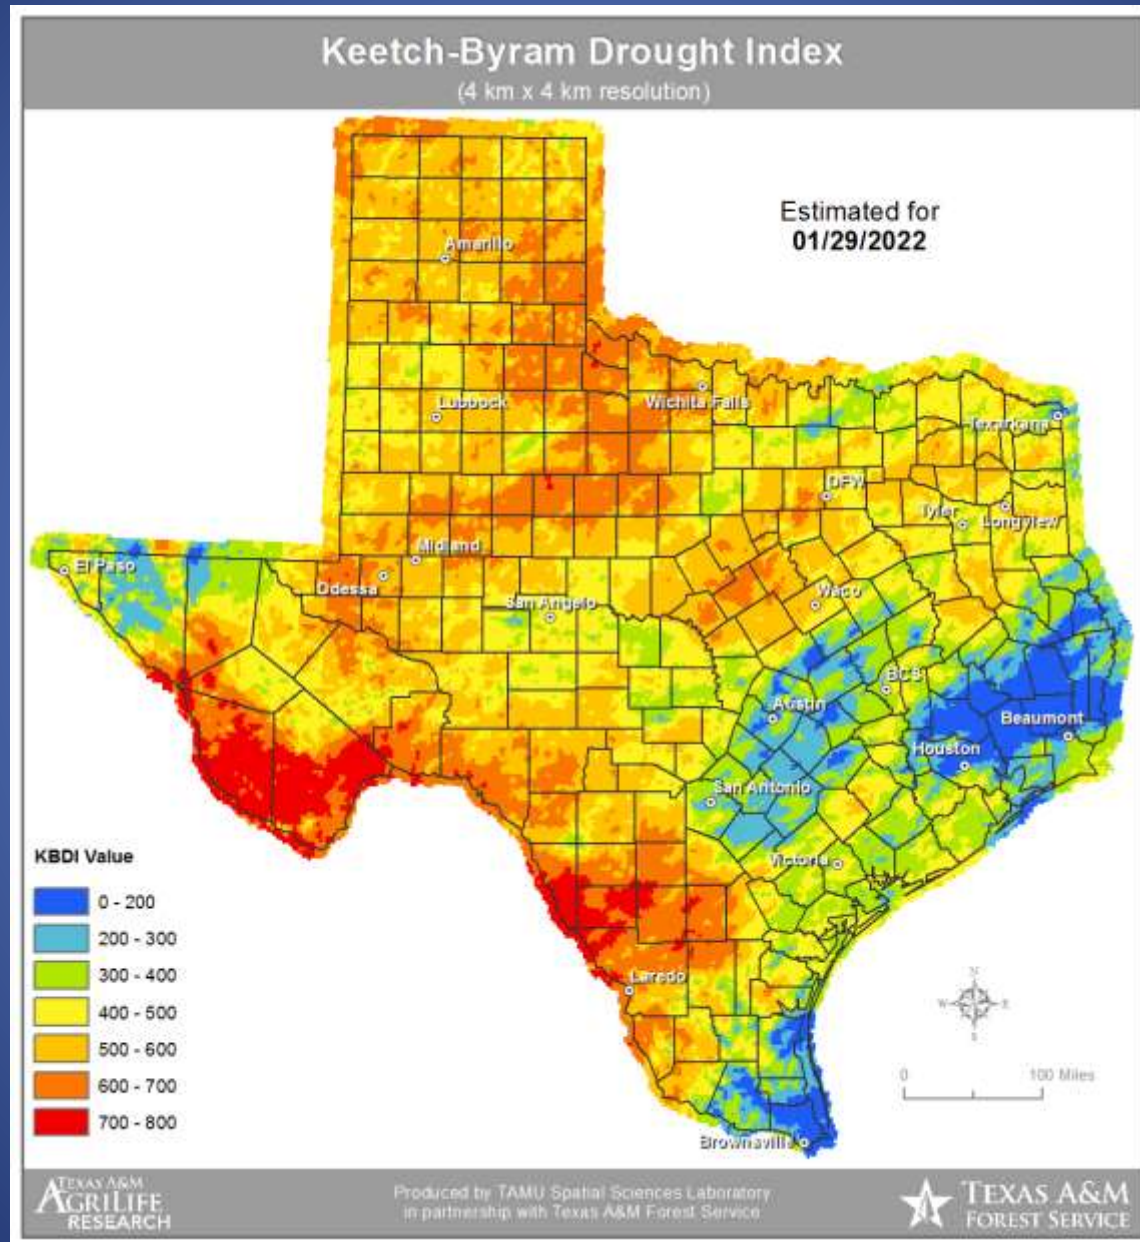 Keetch-Byram Drought Index
(4 km x 4 km resolution)
Estimated for
01/29/2022
Amarillo
Lubbock
Wichita Falls
Texarkana
DFW
Tyler
Longview
Midland
El Paso
Odessa
San Angelo
Waco
BCS
Austin
Beaumont
Houston
San Antonio
Victoria
Laredo
Brownsville
KBDI Value
0 - 200
200 - 300
300 - 400
400 - 500
500 - 600
600 - 700
700 - 800
N
W
E
S
0
100 Miles
TEXAS A&M
AGRILIFE
RESEARCH
Produced by TAMU Spatial Sciences Laboratory
in partnership with Texas A&M Forest Service
TEXAS A&M
FOREST SERVICE